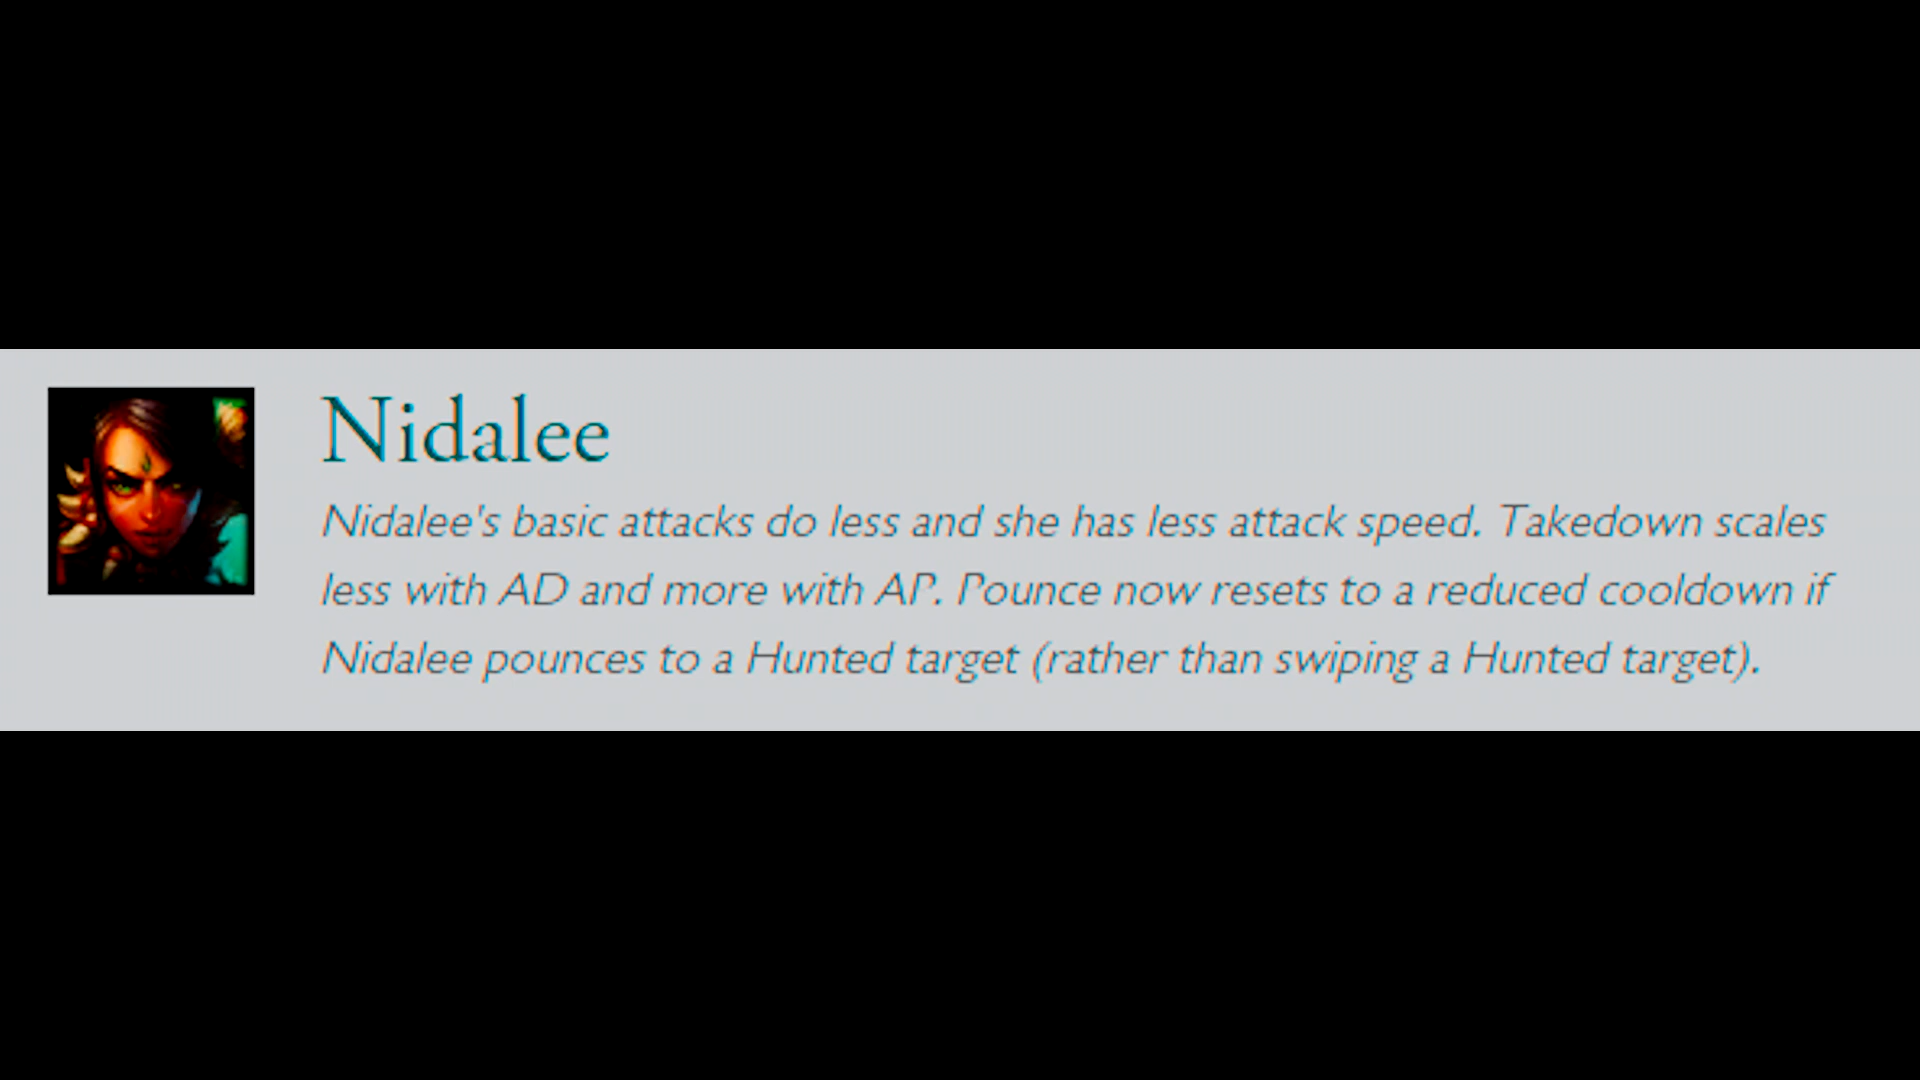 Nidalee
Nidalee's basic attacks do less and she has less attack speed. Takedown scales
less with AD and more with AP. Pounce now resets to a reduced cooldown if
Nidalee pounces to a Hunted target (rather than swiping a Hunted target).